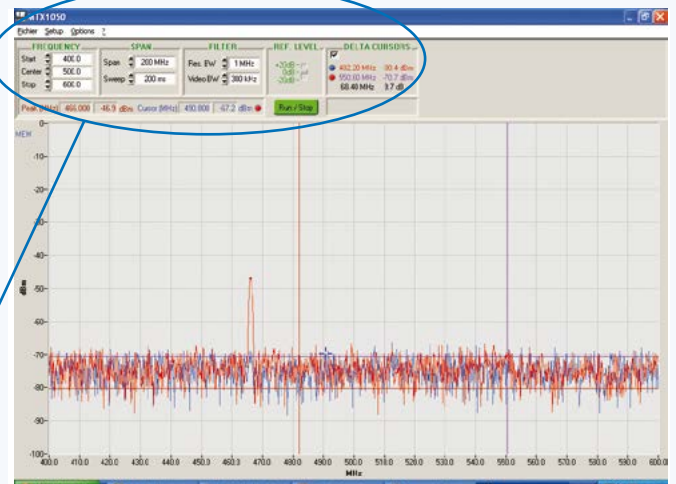 MTX1050
Fichier Setup Options ?
FREQUENCY SPAN FILTER REF. LEVEL DELTA CURSORS
Start 400.0 Span 200 MHz Res. BW 1 MHz +20dB
Center 500.0 0dB 482.20 MHz -80.4 dBm
Stop 600.0 Sweep 200 ms Video BW 300 kHz -20dB 550.60 MHz -70.7 dBm
68.40 MHz 9.7 dB
Peak (MHz) 466.000 -46.9 dBm Cursor (MHz) 490.800 -67.2 dBm Run / Stop
0-
MEM
-10-
-30-
-40-
dBm
-50-
-60-
-70-
-80-
-90-
-100-
400.0 410.0 420.0 430.0 440.0 450.0 460.0 470.0 480.0 490.0 500.0 510.0 520.0 530.0 540.0 550.0 560.0 570.0 580.0 590.0 600.0
MHz